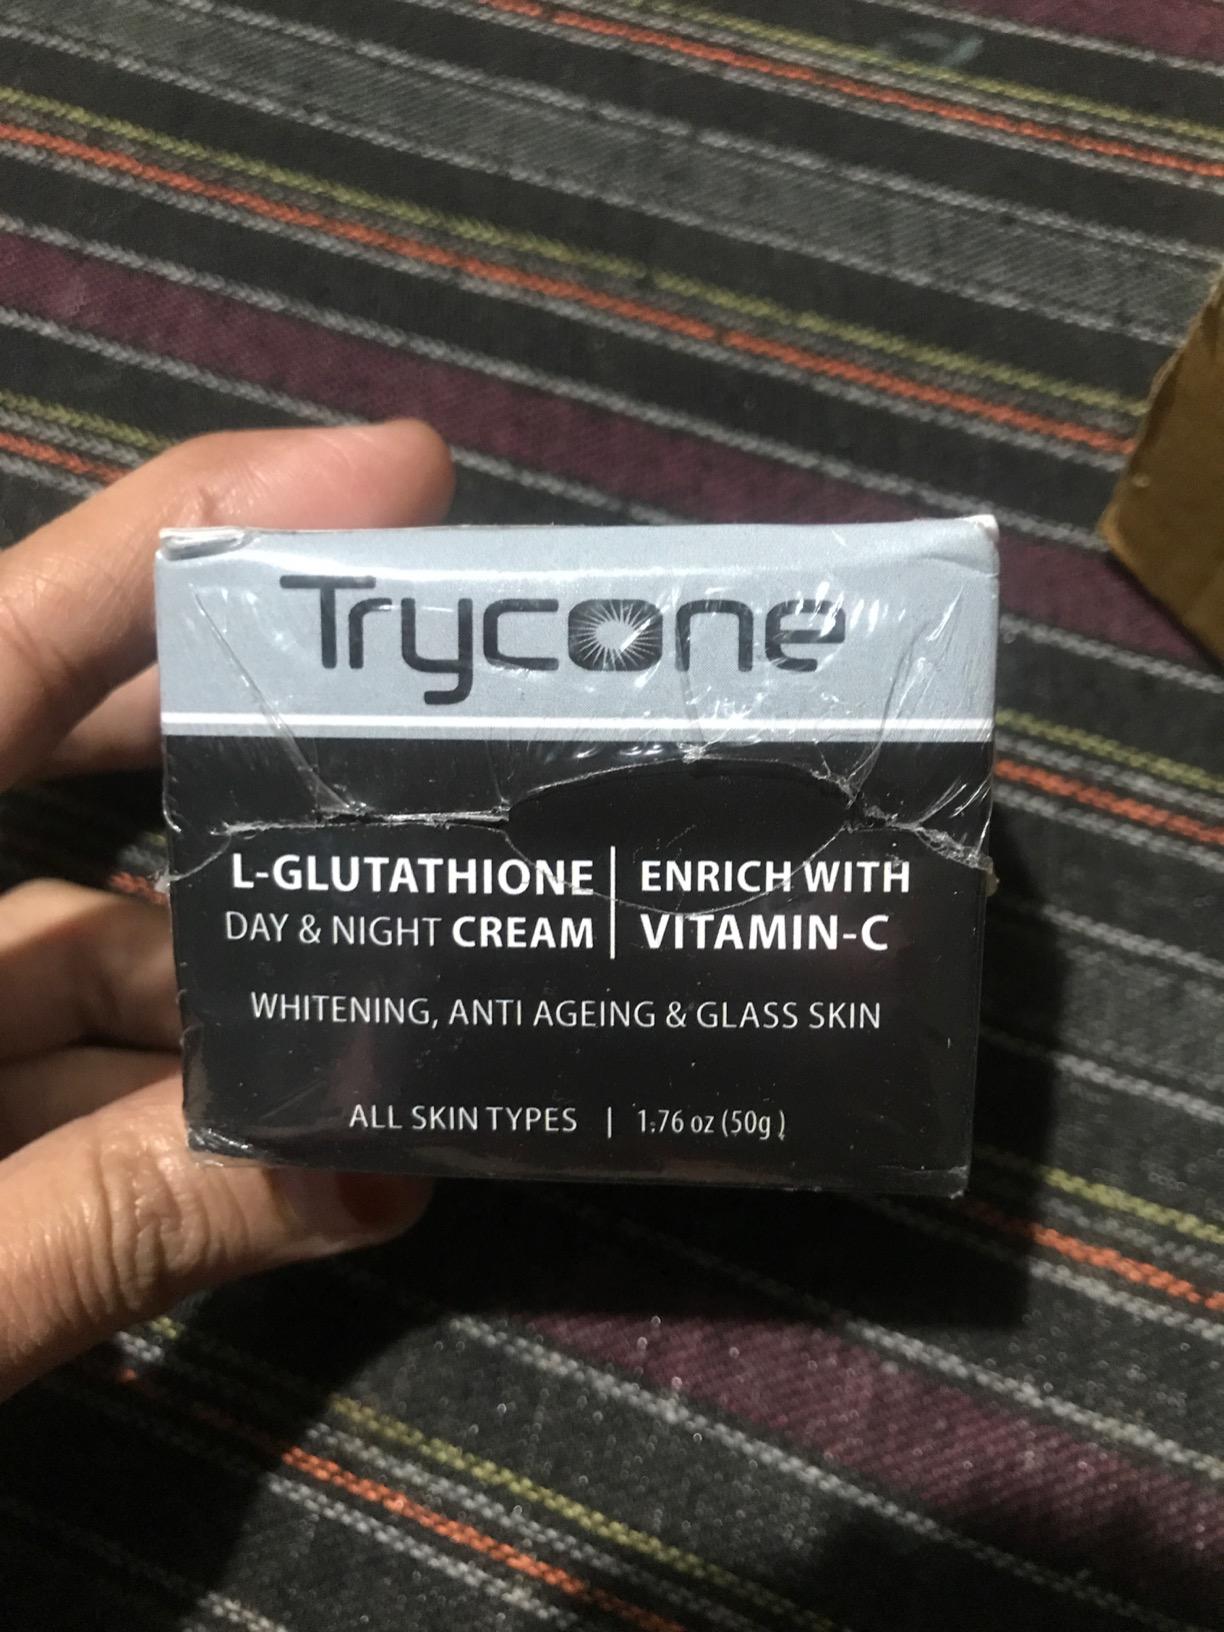 Trycone
L-GLUTATHIONE | ENRICH WITH
DAY & NIGHT CREAM | VITAMIN-C
WHITENING, ANTI AGEING & GLASS SKIN
ALL SKIN TYPES | 1.76 oz (50g )